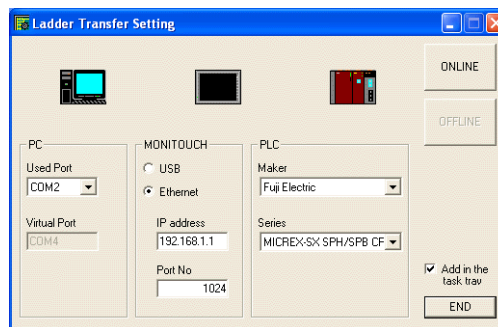 Ladder Transfer Setting
ONLINE
OFFLINE
PC
Used Port
COM2
Virtual Port
COM4
MONITOUCH
USB
Ethernet
IP address
192.168.1.1
Port No
1024
PLC
Maker
Fuji Electric
Series
MICREX-SX SPH/SPB CF
Add in the
task tray
END